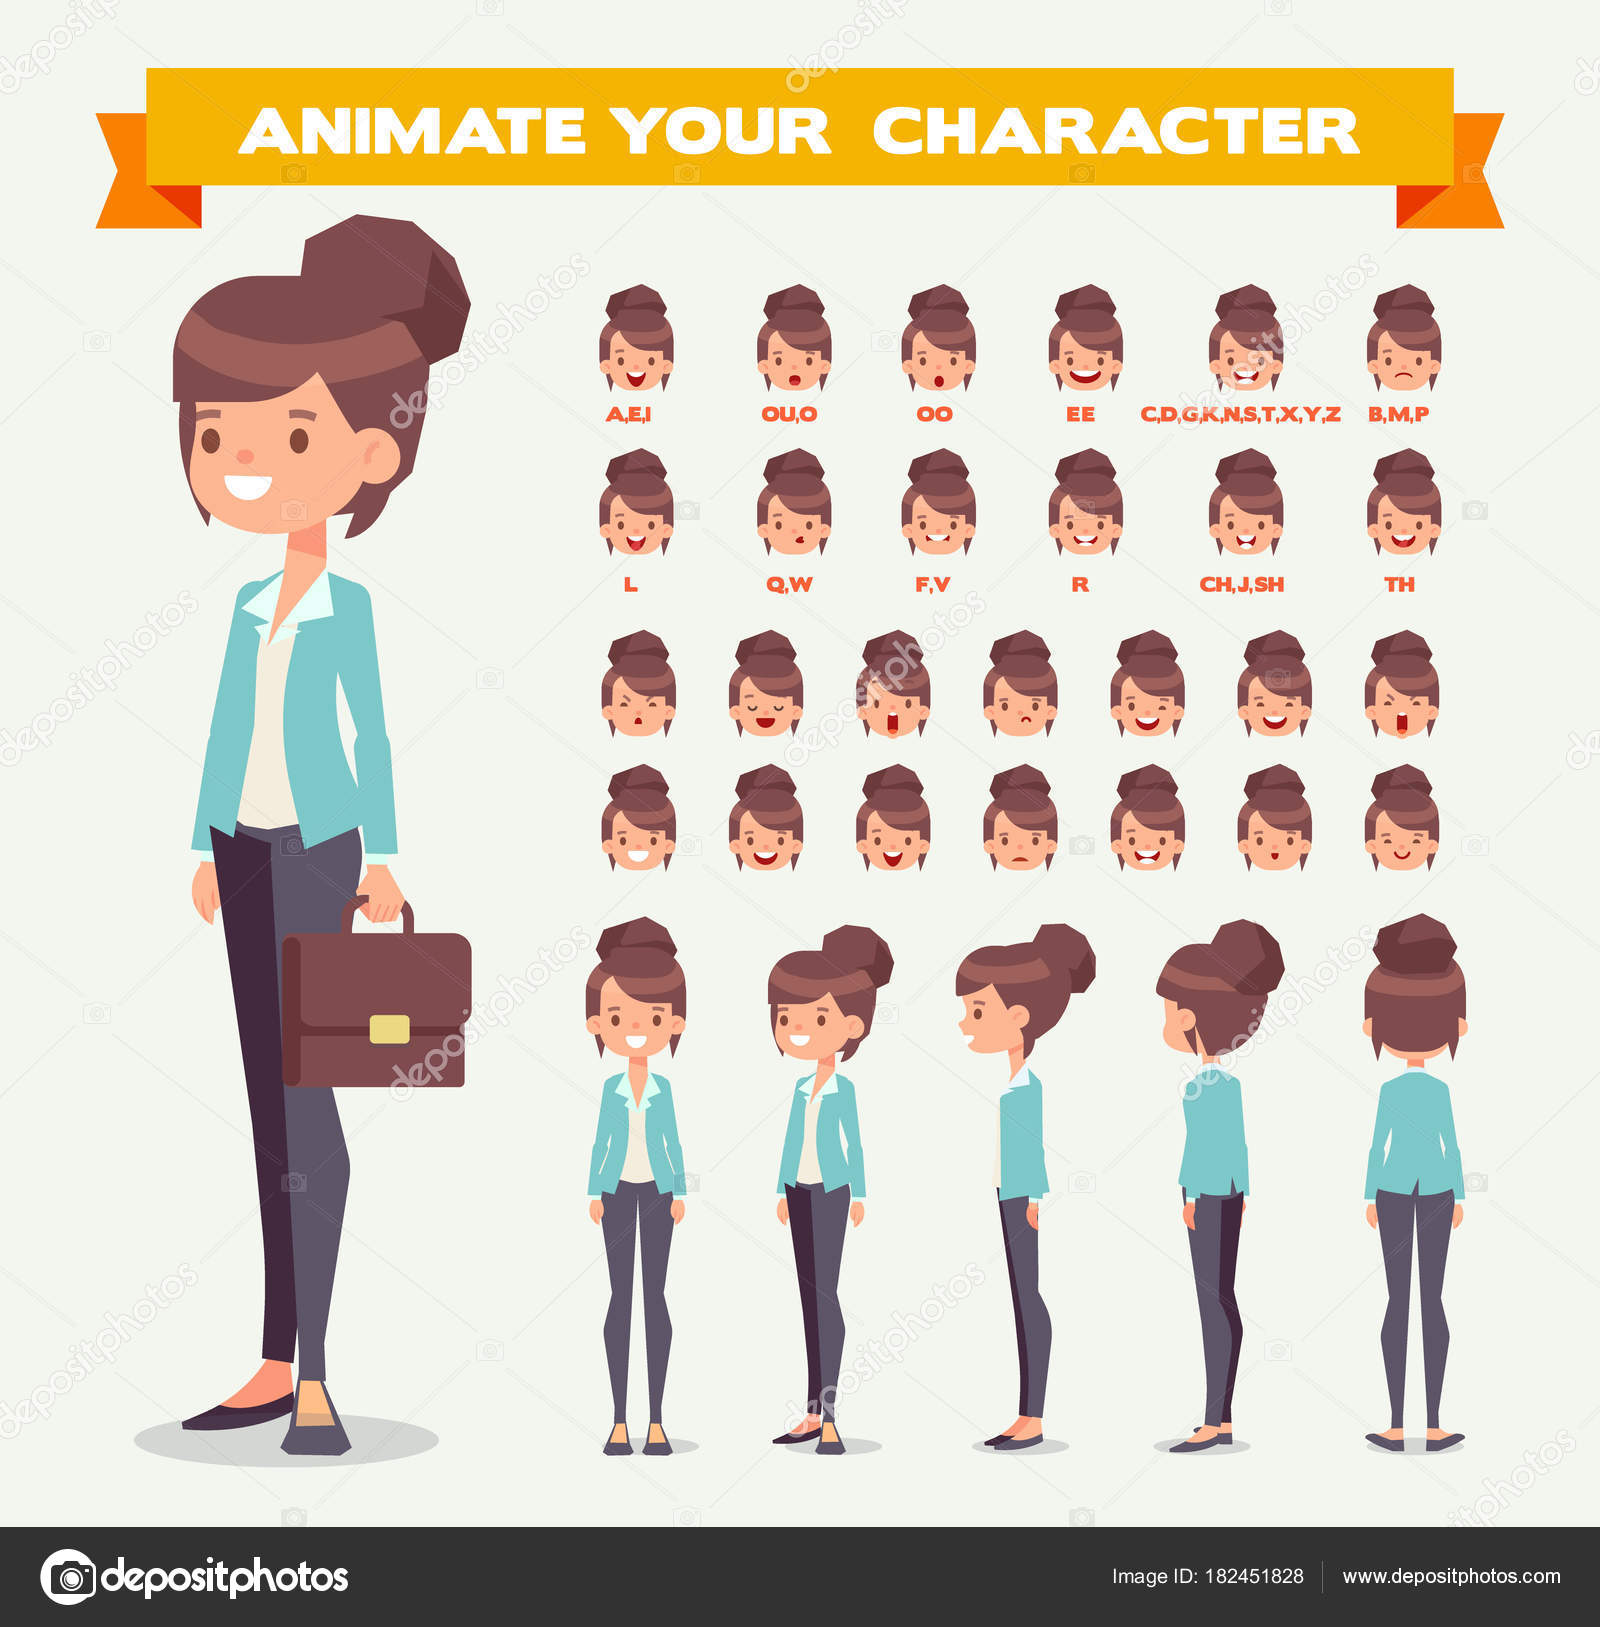 ANIMATE YOUR CHARACTER
A,E,I OU,O OO EE C,D,G,K,N,S,T,X,Y,Z B,M,P
L Q,W F,V R CH,J,SH TH
depositphotos
Image ID: 182451828 www.depositphotos.com